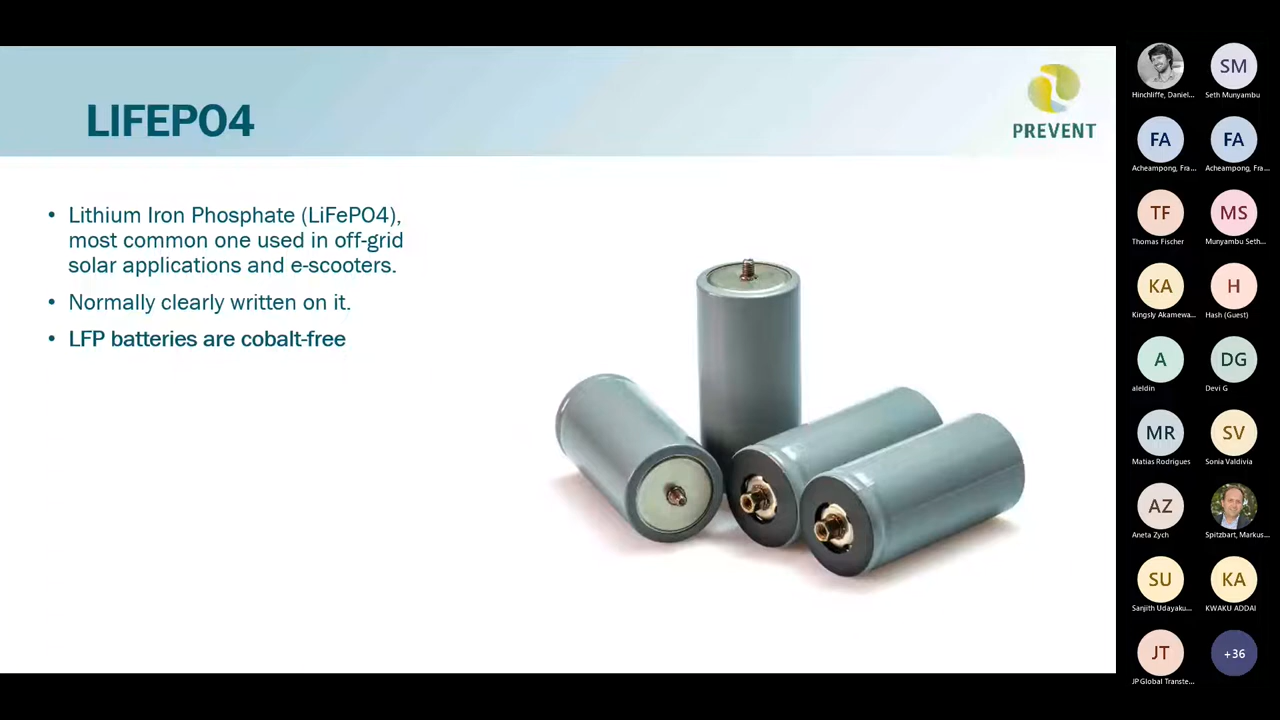 LIFEPO4
PREVENT
• Lithium Iron Phosphate (LiFePO4),
most common one used in off-grid
solar applications and e-scooters.
• Normally clearly written on it.
• LFP batteries are cobalt-free
SM
Hinchliffe, Daniel...
Seth Munyambu
FA
FA
Acheampong, Fra...
Acheampong, Fra...
TF
MS
Thomas Fischer
Munyambu Seth...
KA
H
Kingsly Akamewa...
Hash (Guest)
A
DG
aleldin
Devi G
MR
SV
Matias Rodrigues
Sonia Valdivia
AZ
Aneta Zych
Spitzbart, Markus...
SU
KA
Sanjith Udayaku...
KWAKU ADDAI
JT
+36
JPGlobal Transte...